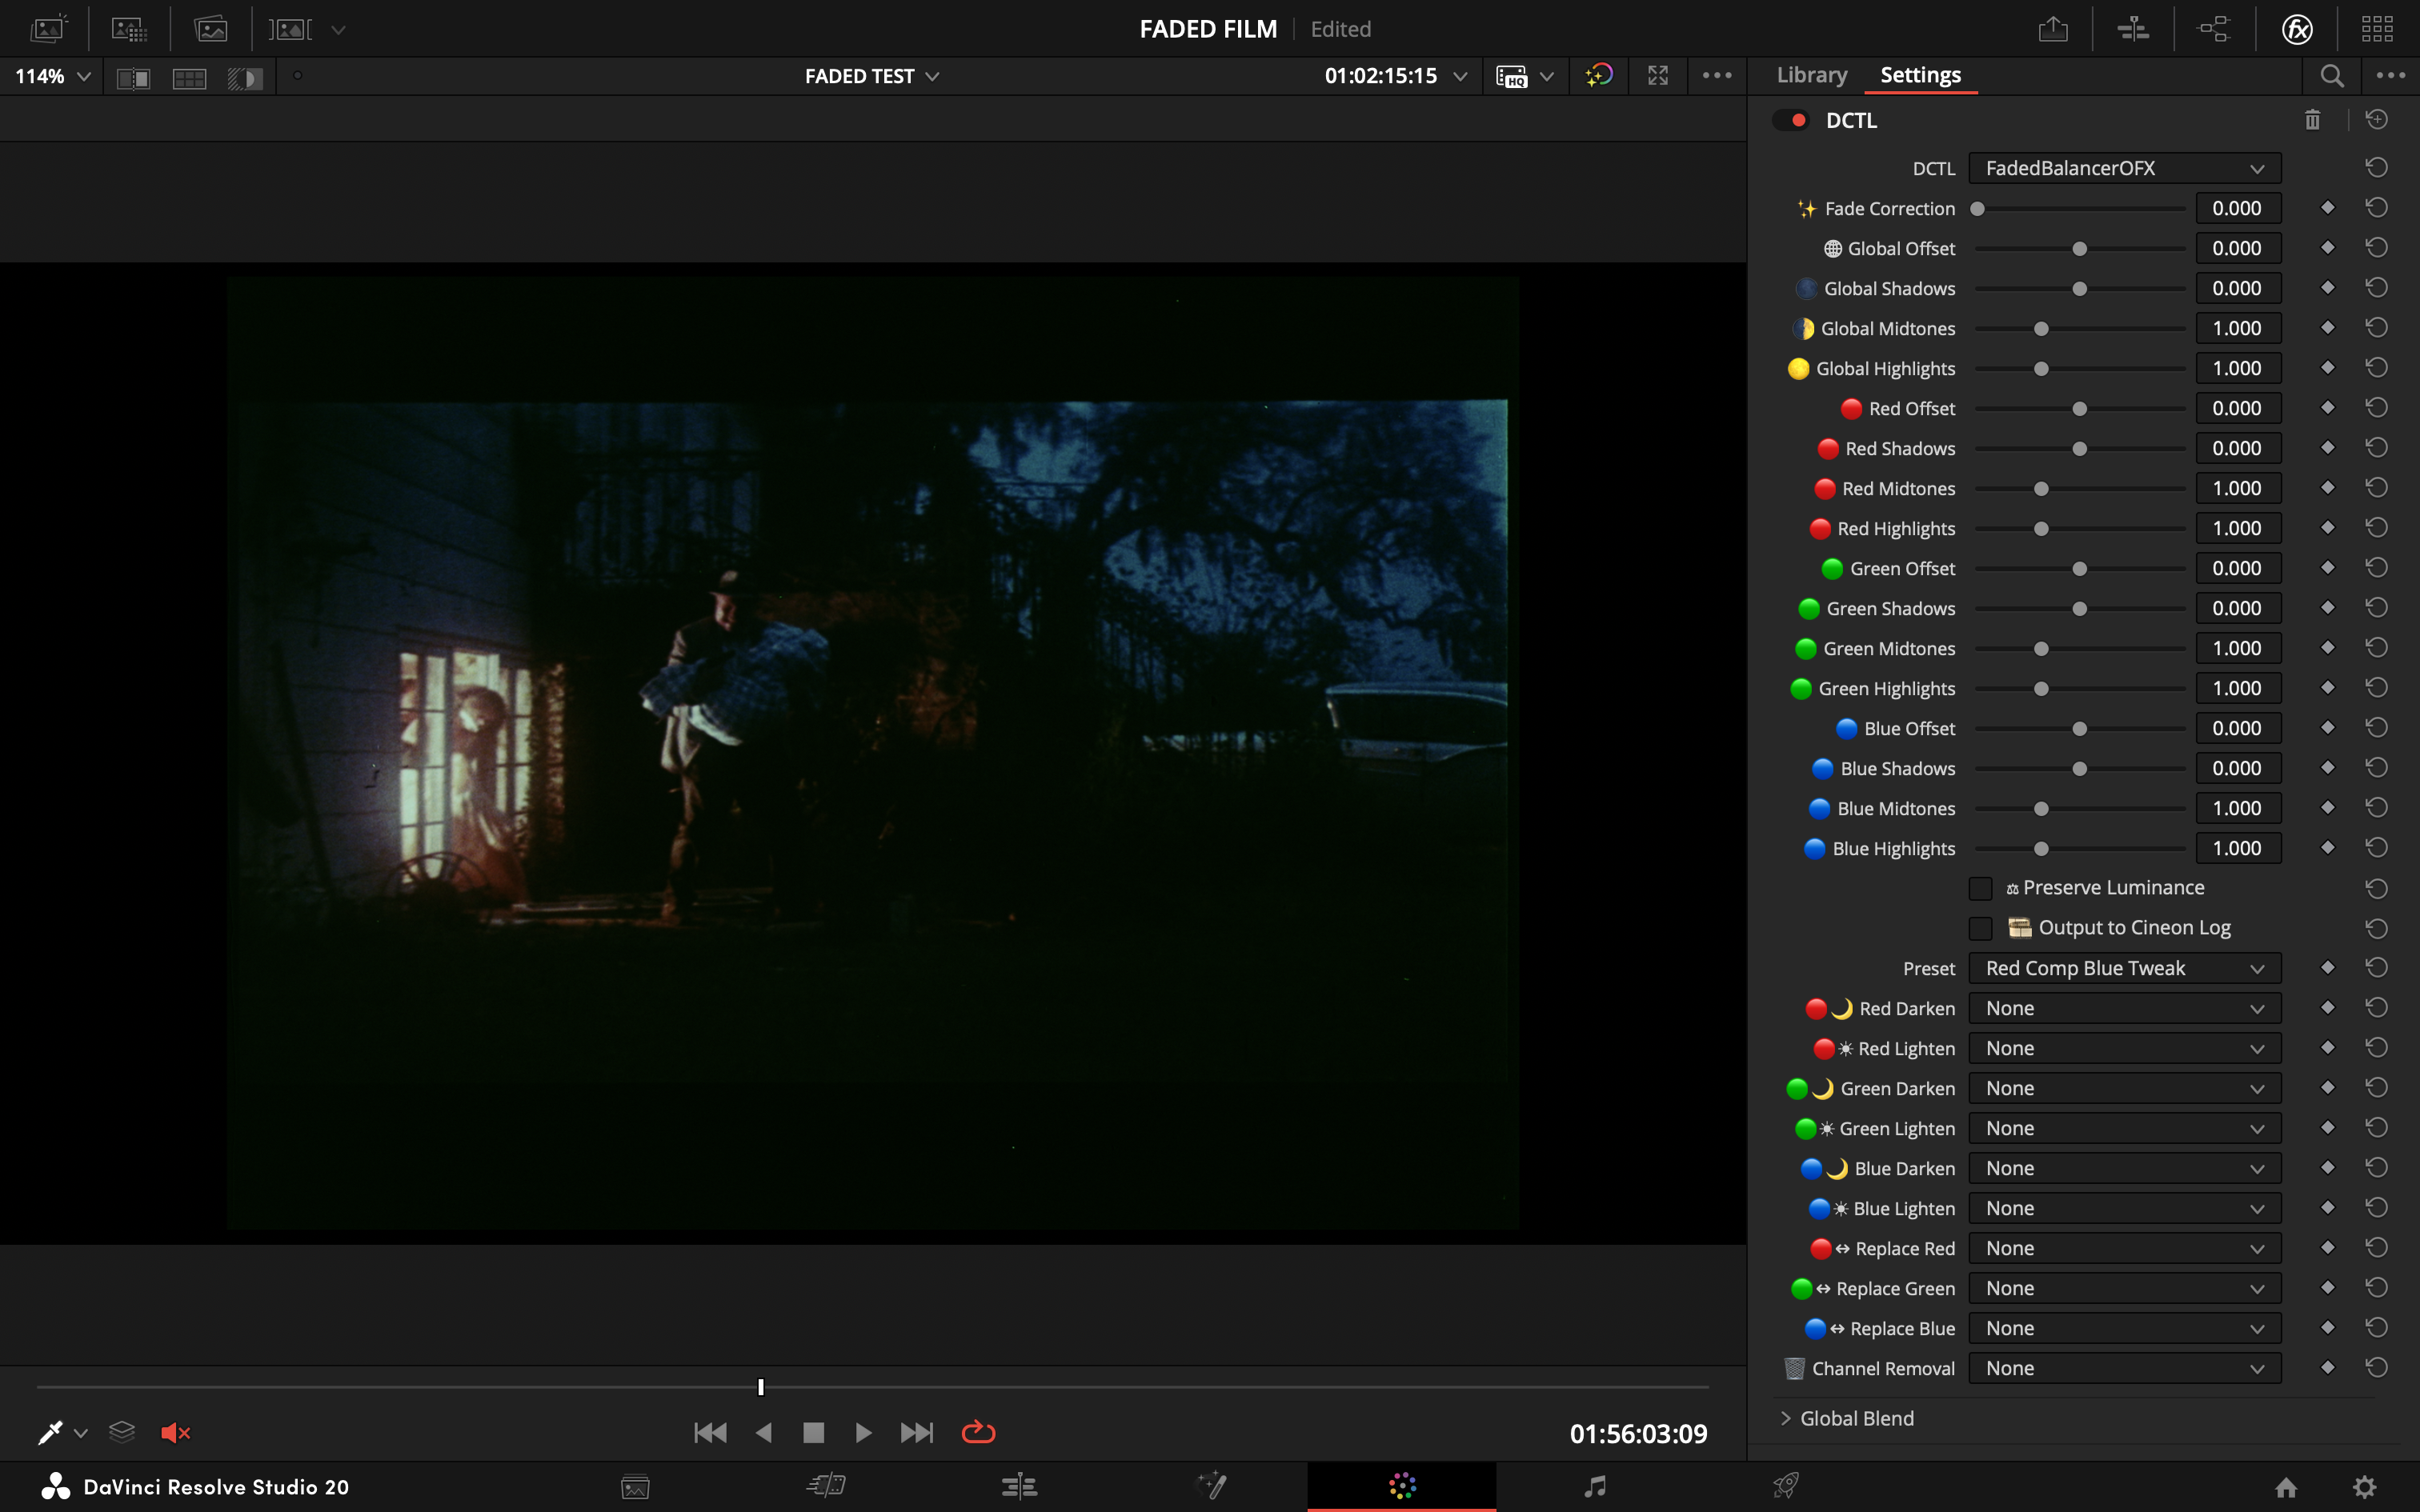 FADED FILM Edited
114% FADED TEST 01:02:15:15 HQ Library Settings
DCTL
DCTL FadedBalancerOFX
Fade Correction 0.000
Global Offset 0.000
Global Shadows 0.000
Global Midtones 1.000
Global Highlights 1.000
Red Offset 0.000
Red Shadows 0.000
Red Midtones 1.000
Red Highlights 1.000
Green Offset 0.000
Green Shadows 0.000
Green Midtones 1.000
Green Highlights 1.000
Blue Offset 0.000
Blue Shadows 0.000
Blue Midtones 1.000
Blue Highlights 1.000
Preserve Luminance
Output to Cineon Log
Preset Red Comp Blue Tweak
Red Darken None
Red Lighten None
Green Darken None
Green Lighten None
Blue Darken None
Blue Lighten None
Replace Red None
Replace Green None
Replace Blue None
Channel Removal None
Global Blend
01:56:03:09
DaVinci Resolve Studio 20